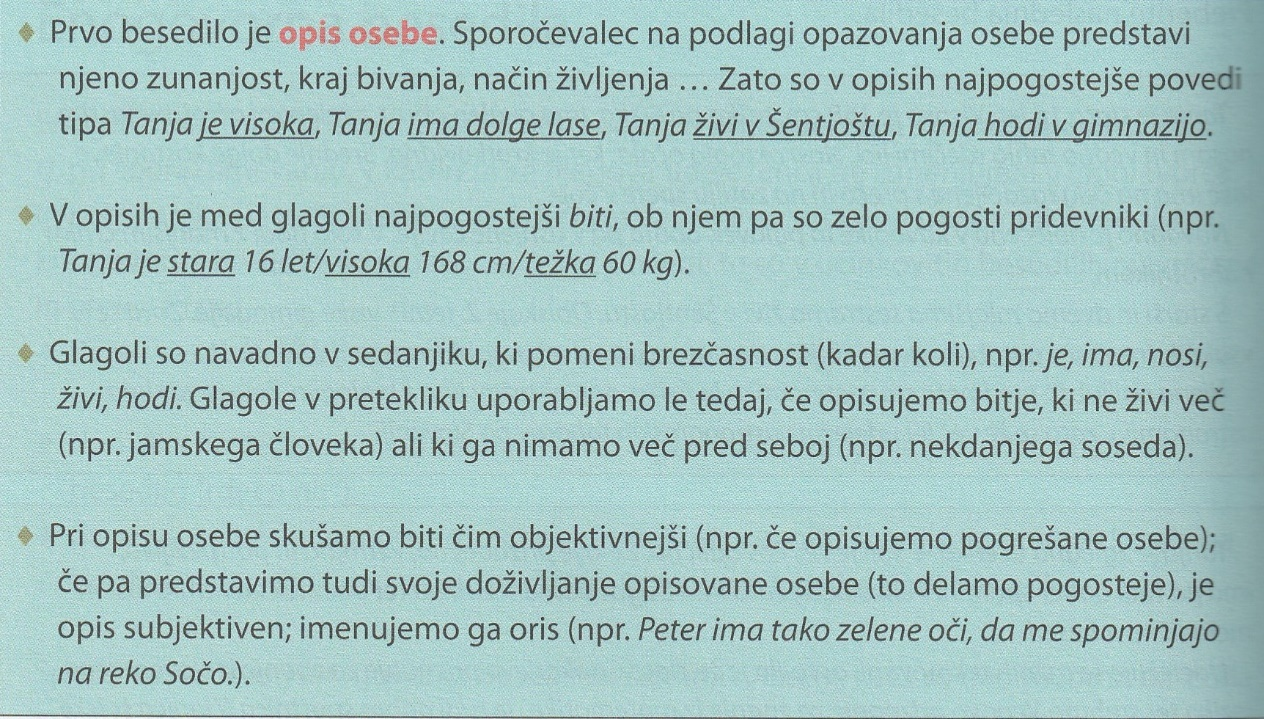 Prvo besedilo je opis osebe. Sporočevalec na podlagi opazovanja osebe predstavi
njeno zunanjost, kraj bivanja, način življenja ... Zato so v opisih najpogostejše povedi
tipa Tanja je visoka, Tanja ima dolge lase, Tanja živi v Šentjoštu, Tanja hodi v gimnazijo.
V opisih je med glagoli najpogostejši biti, ob njem pa so zelo pogosti pridevniki (npr.
Tanja je stara 16 let/visoka 168 cm/težka 60 kg).
Glagoli so navadno v sedanjiku, ki pomeni brezčasnost (kadar koli), npr. je, ima, nosi,
živi, hodi. Glagole v pretekliku uporabljamo le tedaj, če opisujemo bitje, ki ne živi več
(npr. jamskega človeka) ali ki ga nimamo več pred seboj (npr. nekdanjega soseda).
Pri opisu osebe skušamo biti čim objektivnejši (npr. če opisujemo pogrešane osebe);
če pa predstavimo tudi svoje doživljanje opisovane osebe (to delamo pogosteje), je
opis subjektiven; imenujemo ga oris (npr. Peter ima tako zelene oči, da me spominjajo
na reko Sočo.).